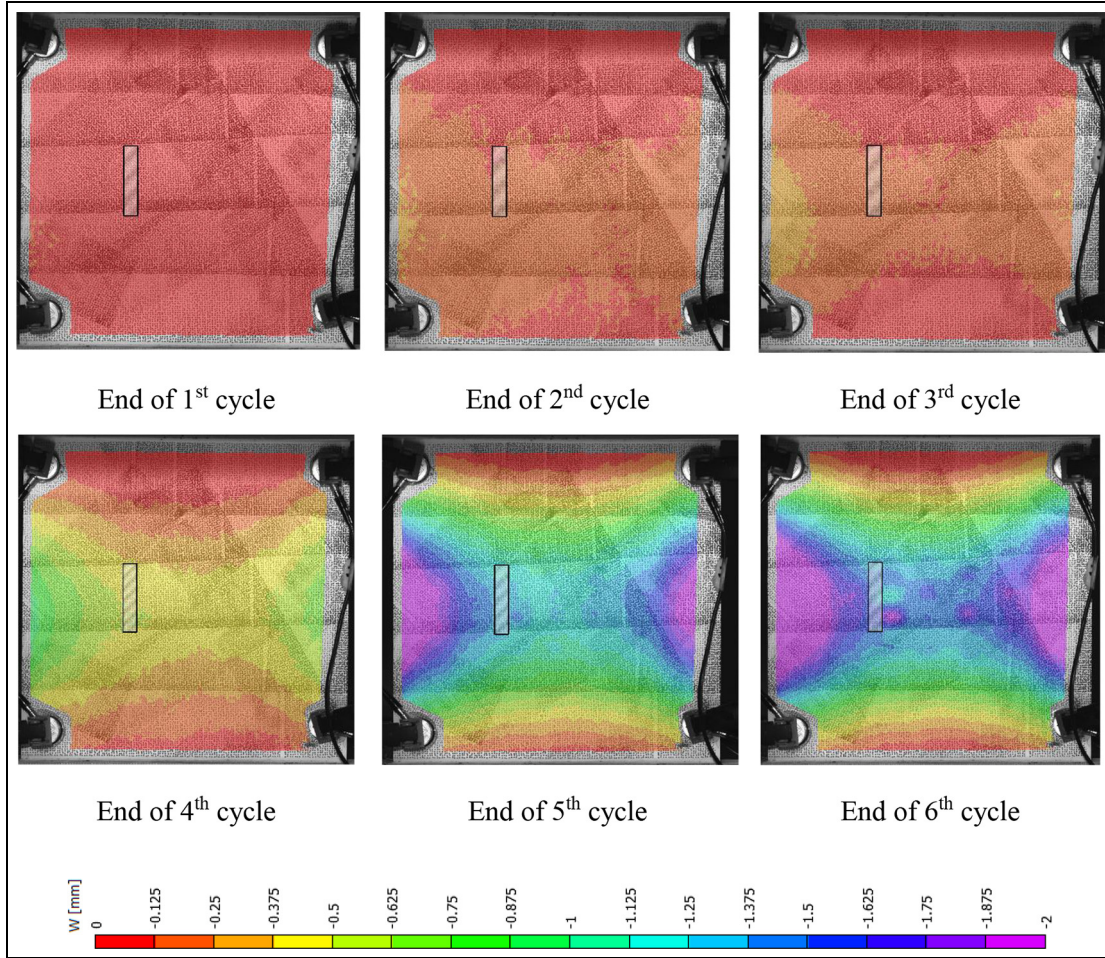 End of 1st cycle
End of 2nd cycle
End of 3rd cycle
End of 4th cycle
End of 5th cycle
End of 6th cycle
W [mm]
0 -0.125 -0.25 -0.375 -0.5 -0.625 -0.75 -0.875 -1 -1.125 -1.25 -1.375 -1.5 -1.625 -1.75 -1.875 -2